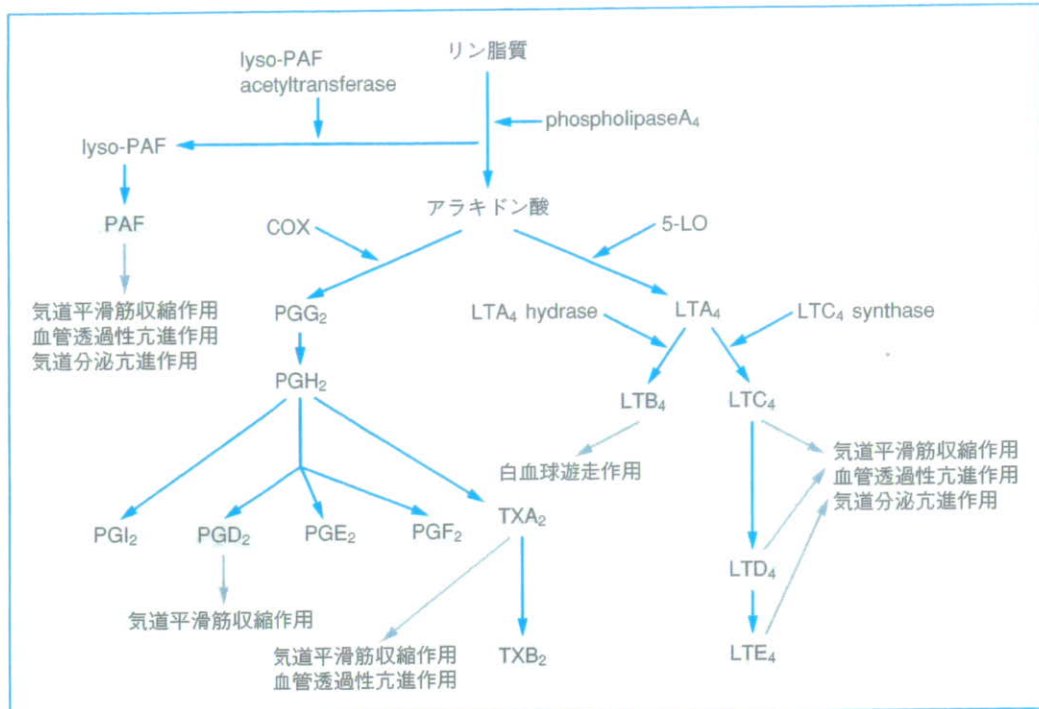 リン脂質
lyso-PAF
acetyltransferase
phospholipaseA₄
lyso-PAF
アラキドン酸
PAF
COX
5-LO
気道平滑筋収縮作用
血管透過性亢進作用
気道分泌亢進作用
PGG₂
LTA₄ hydrase
LTA₄
LTC₄ synthase
PGH₂
LTB₄
LTC₄
白血球遊走作用
気道平滑筋収縮作用
血管透過性亢進作用
気道分泌亢進作用
PGI₂
PGD₂
PGE₂
PGF₂
TXA₂
LTD₄
気道平滑筋収縮作用
気道平滑筋収縮作用
血管透過性亢進作用
TXB₂
LTE₄